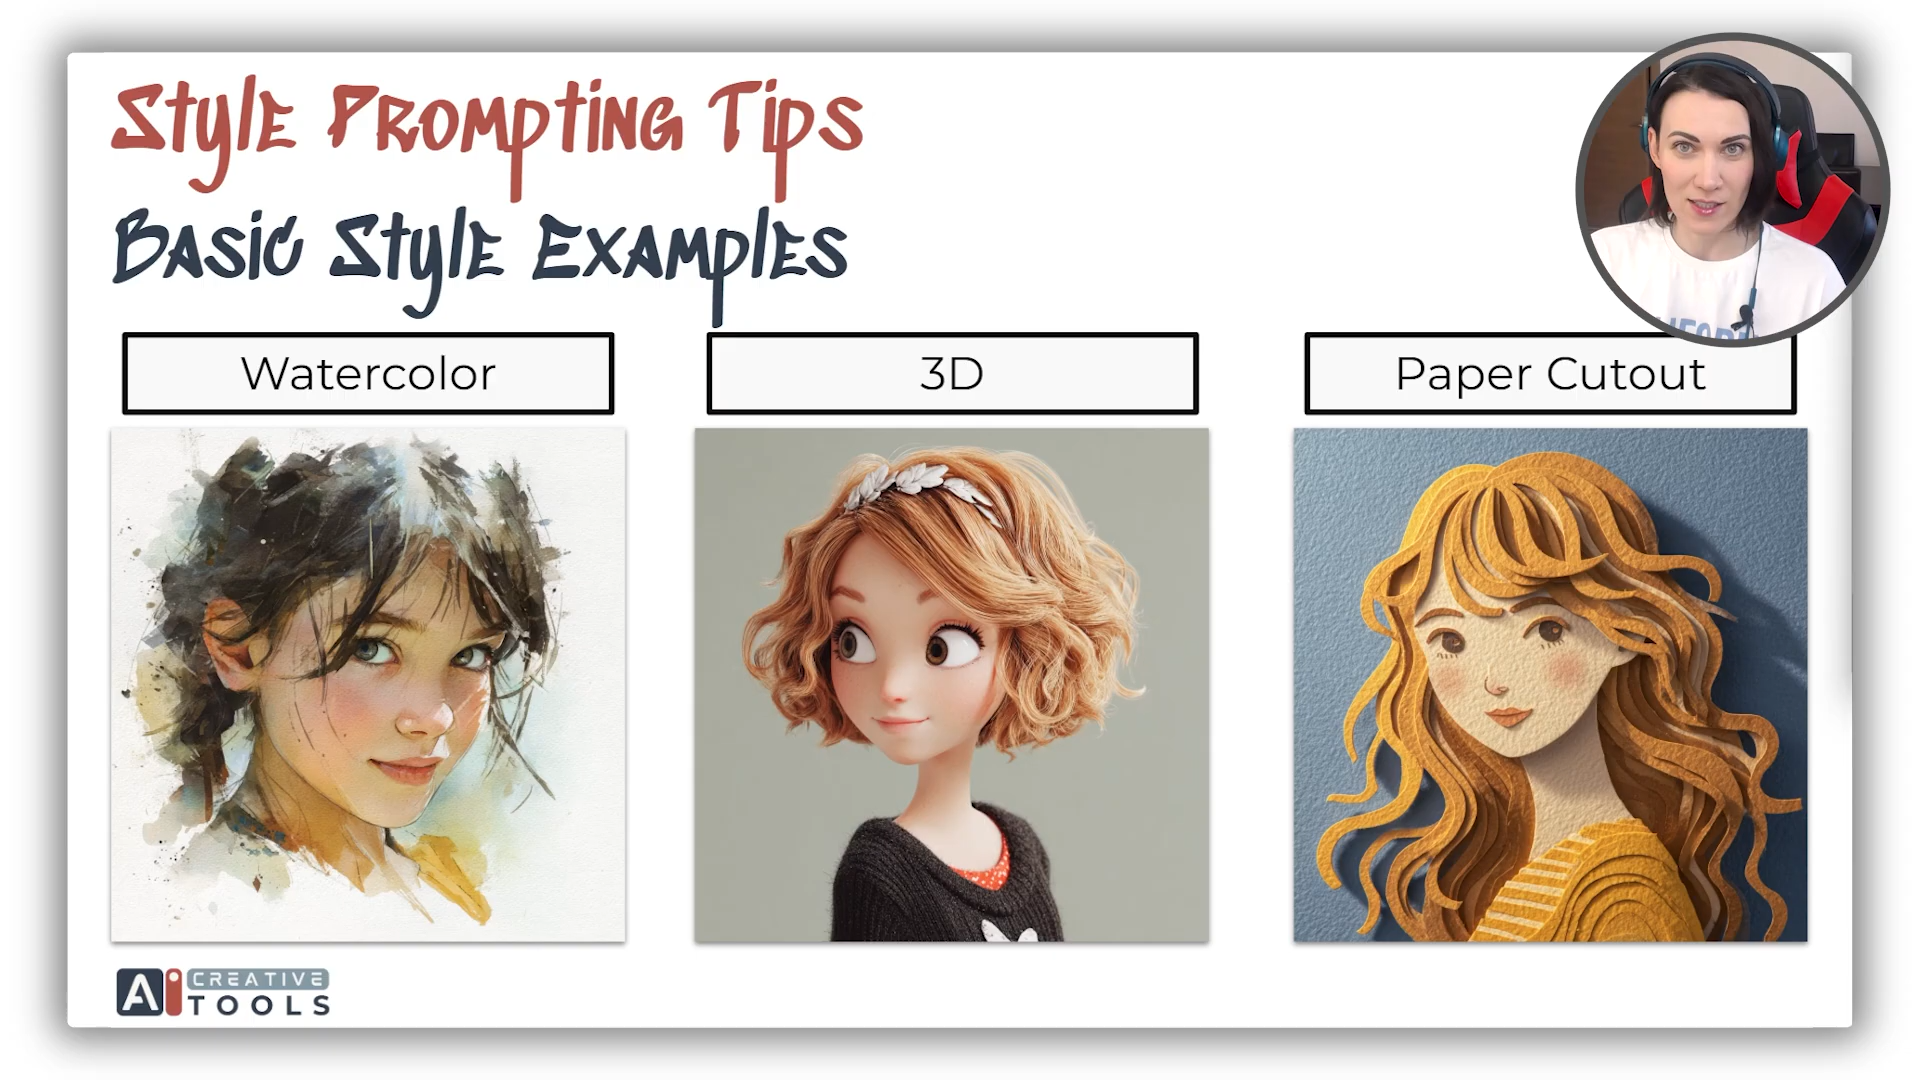 Style Prompting Tips
Basic Style Examples
Watercolor
3D
Paper Cutout
Ai CREATIVE
TOOLS